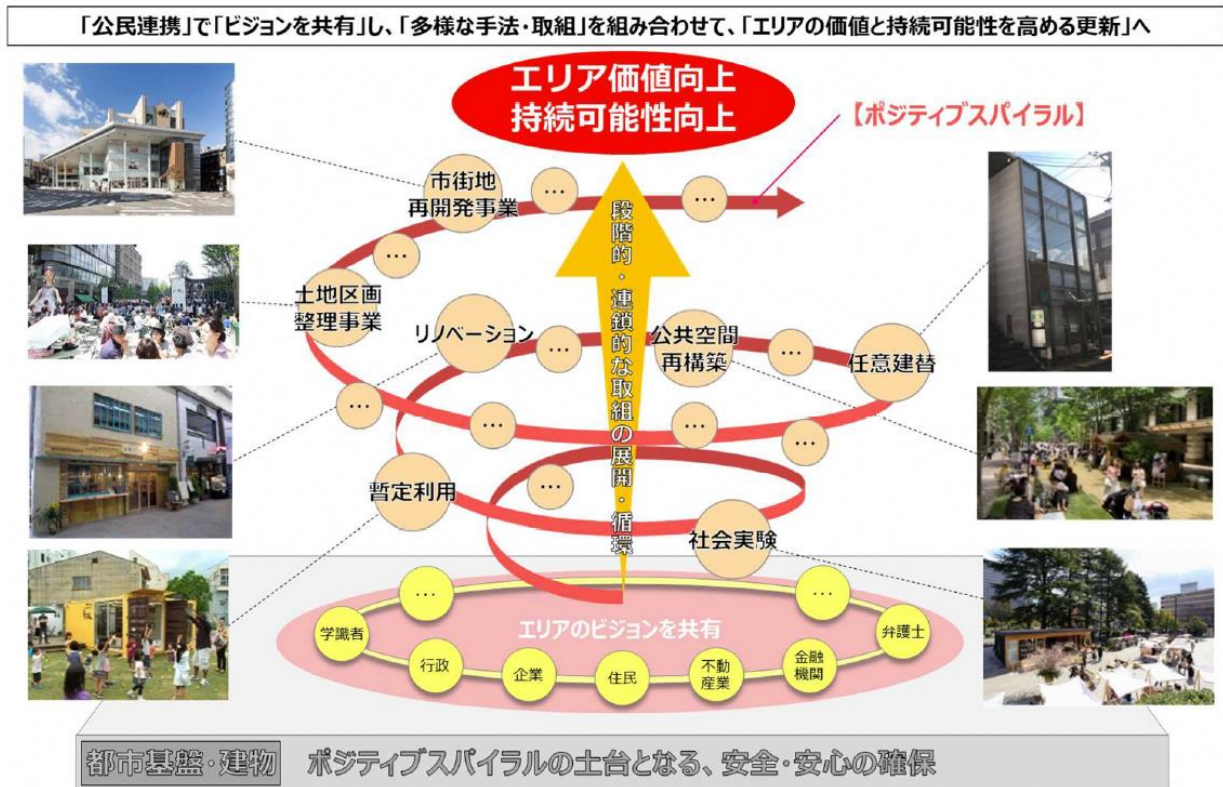 「公民連携」で「ビジョンを共有」し、「多様な手法・取組」を組み合わせて、「エリアの価値と持続可能性を高める更新」へ
エリア価値向上
持続可能性向上
【ポジティブスパイラル】
市街地
再開発事業
…
…
…
土地区画
整理事業
リノベーション
…
公共空間
再構築
…
任意建替
…
…
…
…
暫定利用
…
社会実験
段階的・連鎖的な取組の展開・循環
エリアのビジョンを共有
…
…
学識者
行政
企業
住民
不動
産業
金融
機関
弁護士
都市基盤・建物 ポジティブスパイラルの土台となる、安全・安心の確保